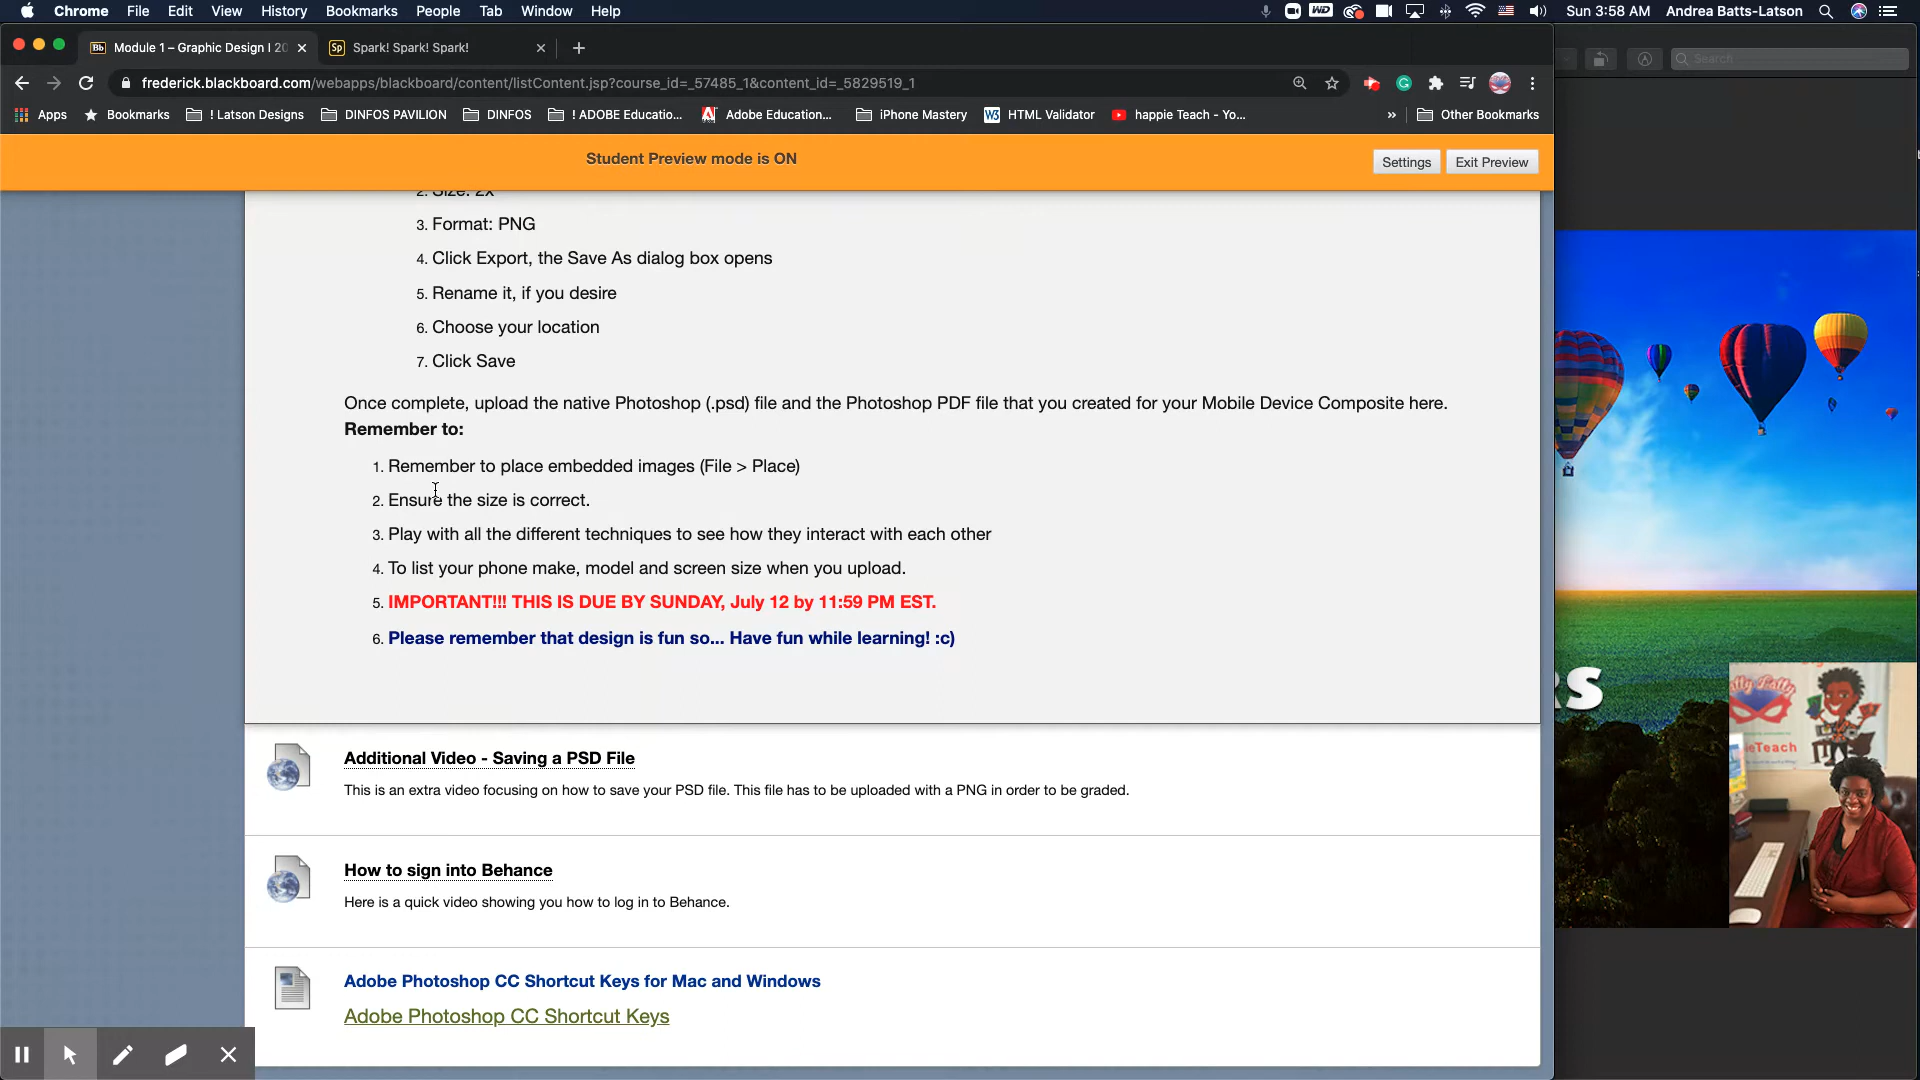 Chrome File Edit View History Bookmarks People Tab Window Help
WD Sun 3:58 AM Andrea Batts-Latson
Bb Module 1 – Graphic Design I 20
Sp Spark! Spark! Spark!
frederick.blackboard.com/webapps/blackboard/content/listContent.jsp?course_id=_57485_1&content_id=_5829519_1
Search
Apps Bookmarks ! Latson Designs DINFOS PAVILION DINFOS ! ADOBE Educatio... Adobe Education... iPhone Mastery W3 HTML Validator happie Teach - Yo... » Other Bookmarks
Student Preview mode is ON
Settings Exit Preview
2. Size: 2x
3. Format: PNG
4. Click Export, the Save As dialog box opens
5. Rename it, if you desire
6. Choose your location
7. Click Save
Once complete, upload the native Photoshop (.psd) file and the Photoshop PDF file that you created for your Mobile Device Composite here.
Remember to:
1. Remember to place embedded images (File > Place)
2. Ensure the size is correct.
3. Play with all the different techniques to see how they interact with each other
4. To list your phone make, model and screen size when you upload.
5. IMPORTANT!!! THIS IS DUE BY SUNDAY, July 12 by 11:59 PM EST.
6. Please remember that design is fun so... Have fun while learning! :c)
Additional Video - Saving a PSD File
This is an extra video focusing on how to save your PSD file. This file has to be uploaded with a PNG in order to be graded.
How to sign into Behance
Here is a quick video showing you how to log in to Behance.
Adobe Photoshop CC Shortcut Keys for Mac and Windows
Adobe Photoshop CC Shortcut Keys